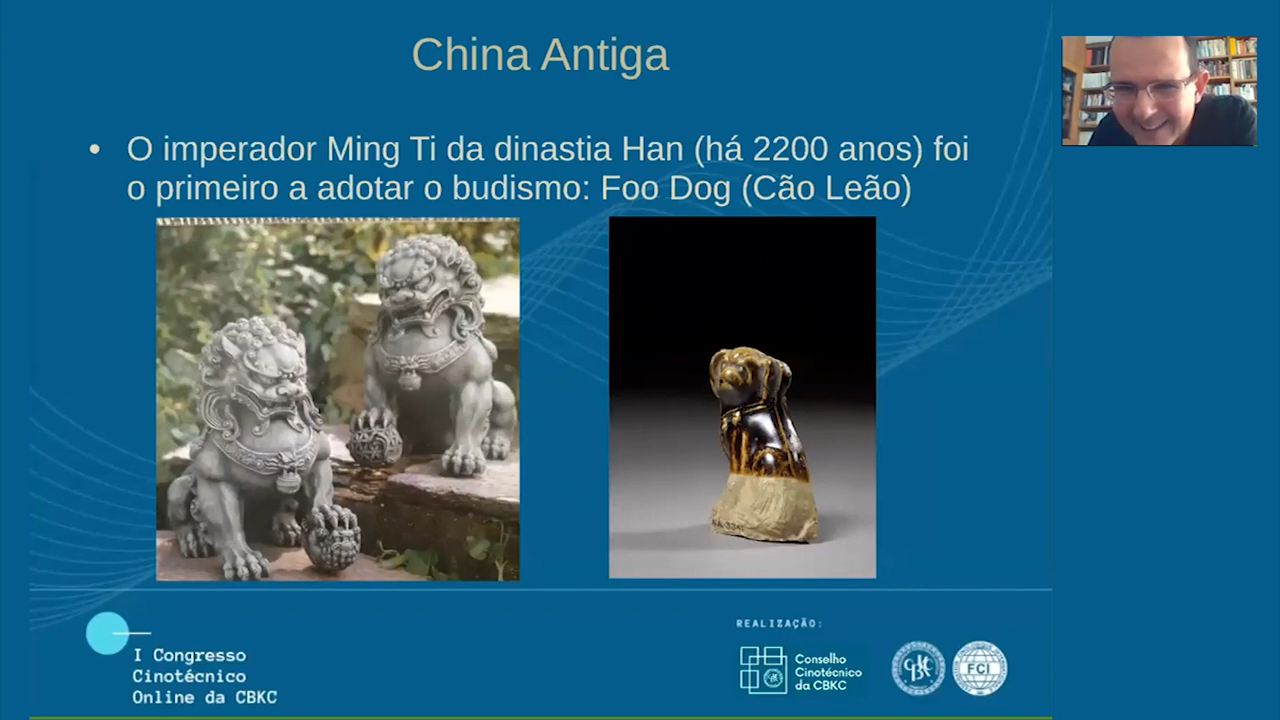 China Antiga
• O imperador Ming Ti da dinastia Han (há 2200 anos) foi
o primeiro a adotar o budismo: Foo Dog (Cão Leão)
I Congresso
Cinotécnico
Online da CBKC
REALIZAÇÃO:
Conselho
Cinotécnico
da CBKC
FCI